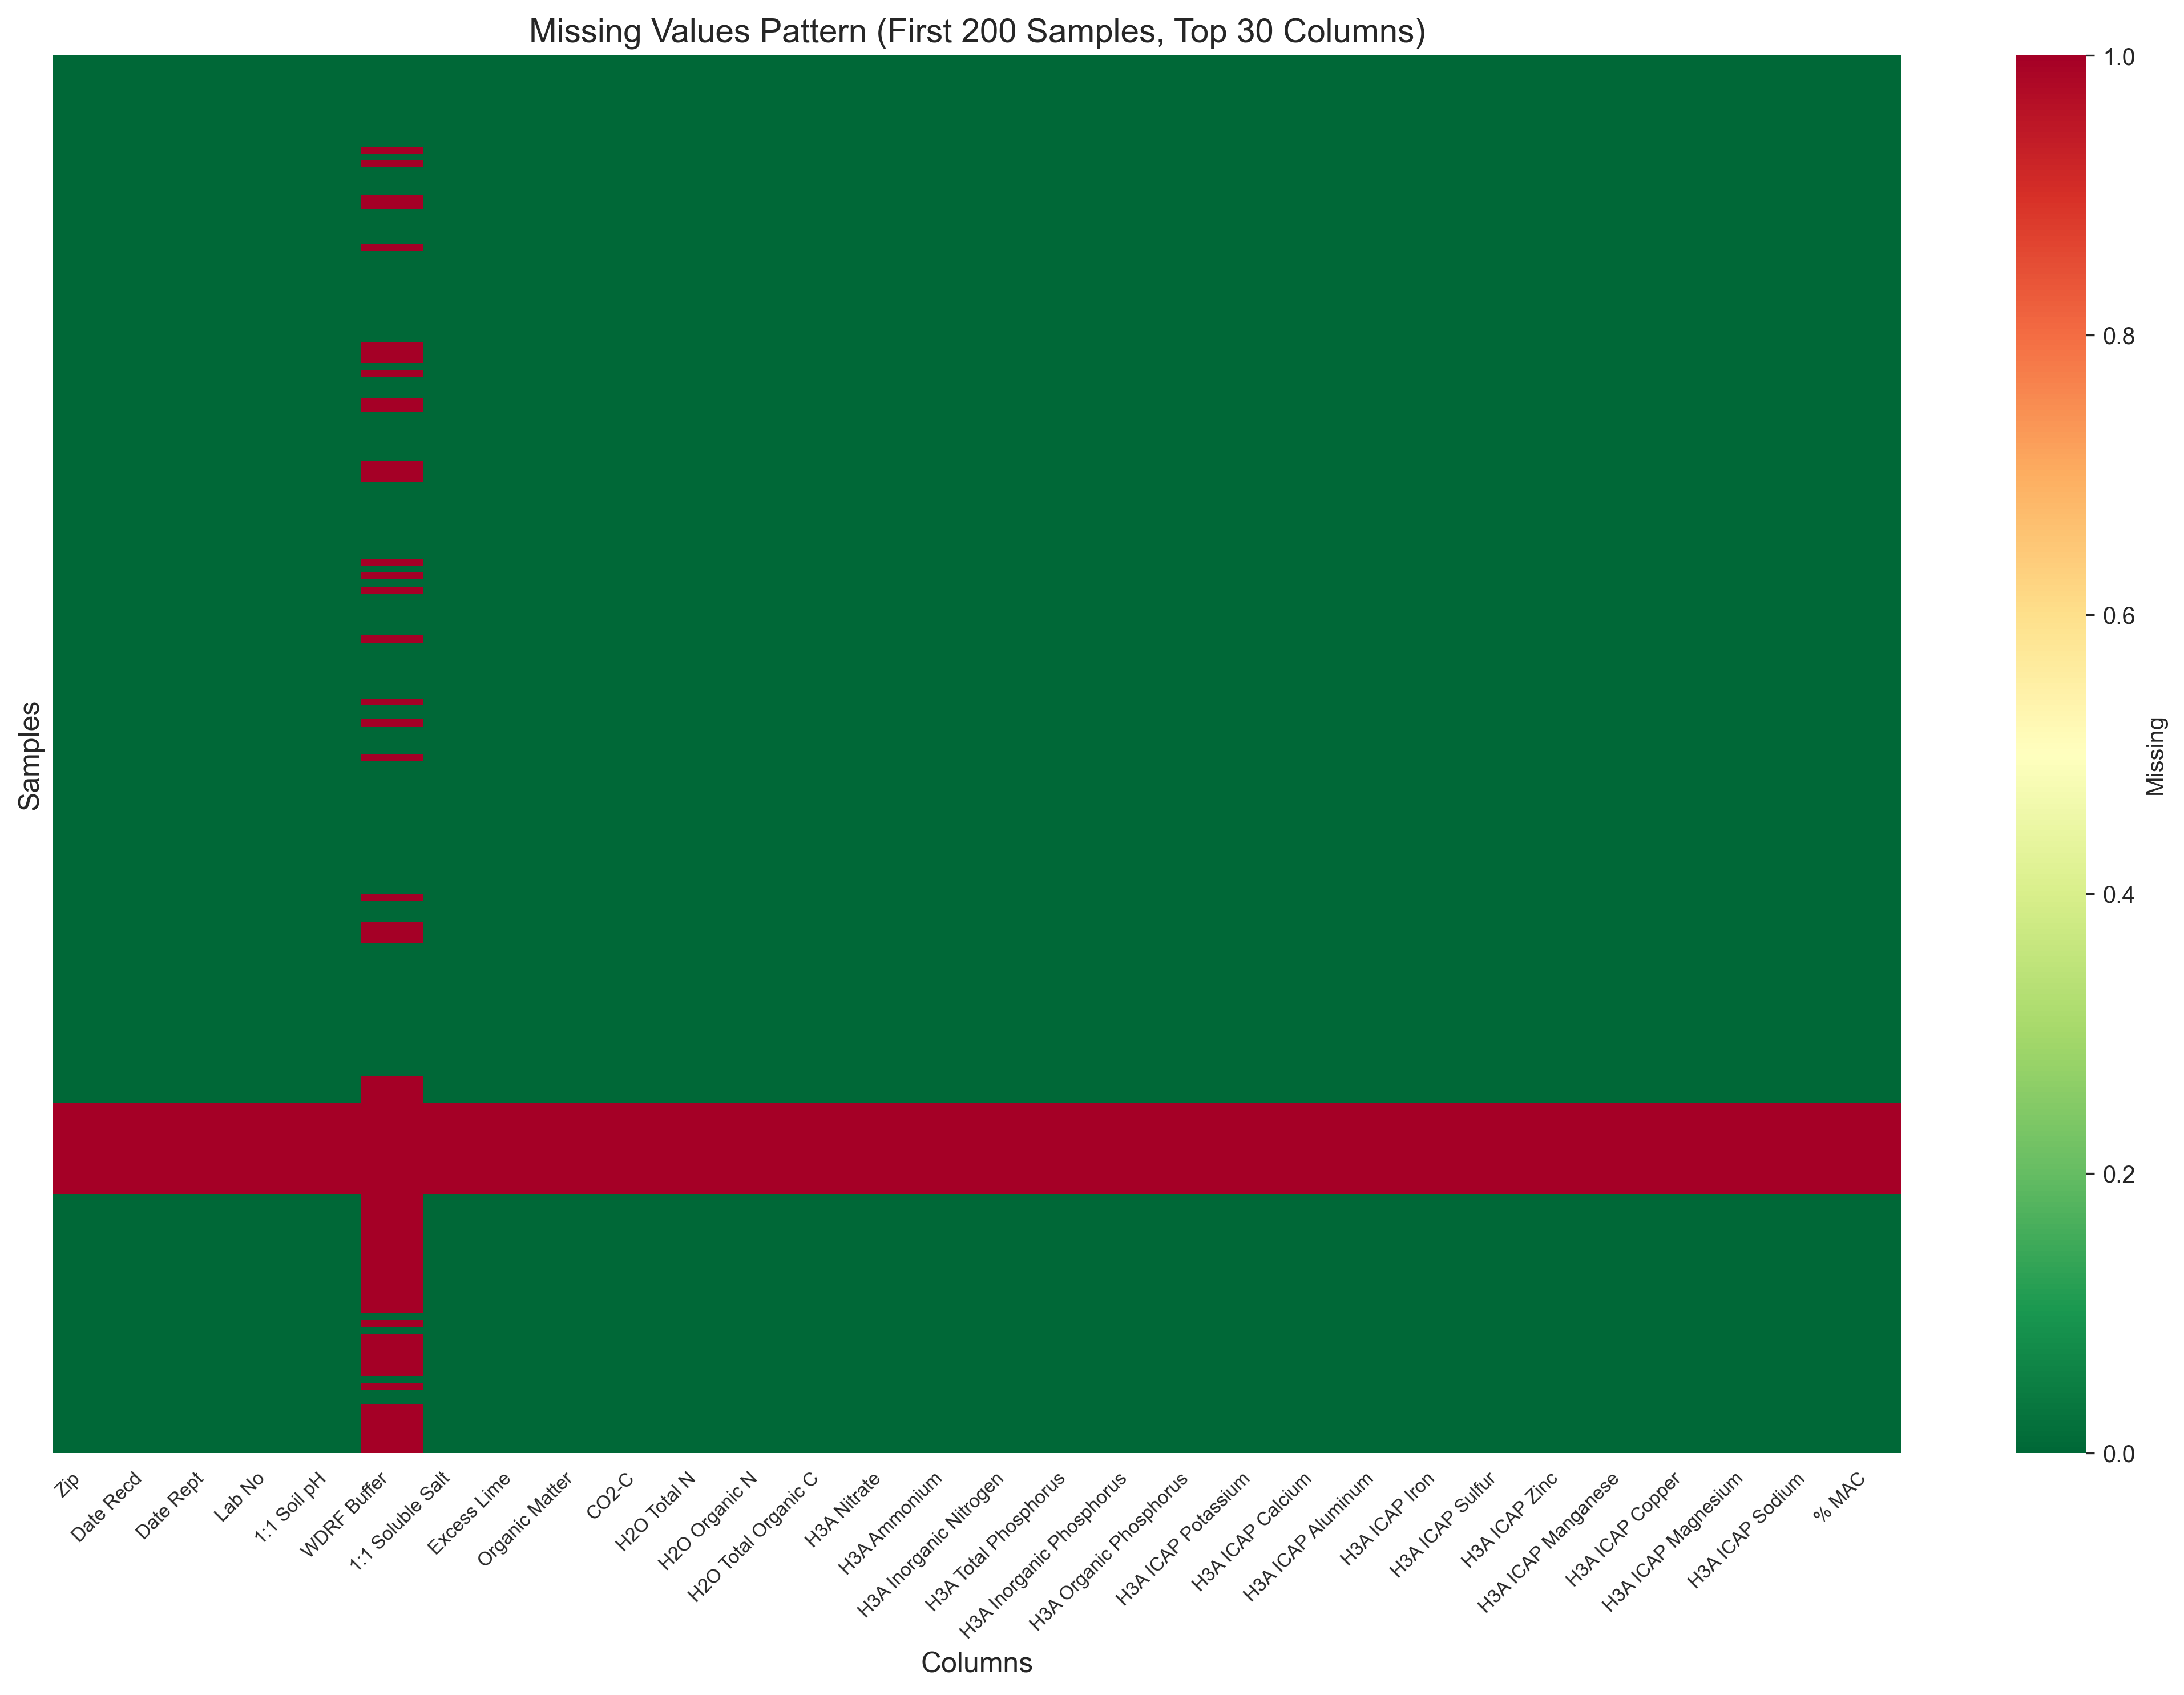 Missing Values Pattern (First 200 Samples, Top 30 Columns)
Samples
1.0
0.8
0.6
0.4
0.2
0.0
Missing
Zip
Date Recd
Date Rept
Lab No
1:1 Soil pH
WDRF Buffer
1:1 Soluble Salt
Excess Lime
Organic Matter
CO2-C
H2O Total N
H2O Organic N
H2O Total Organic C
H3A Nitrate
H3A Ammonium
H3A Inorganic Nitrogen
H3A Total Phosphorus
H3A Inorganic Phosphorus
H3A Organic Phosphorus
H3A ICAP Potassium
H3A ICAP Calcium
H3A ICAP Aluminum
H3A ICAP Iron
H3A ICAP Sulfur
H3A ICAP Zinc
H3A ICAP Manganese
H3A ICAP Copper
H3A ICAP Magnesium
H3A ICAP Sodium
% MAC
Columns